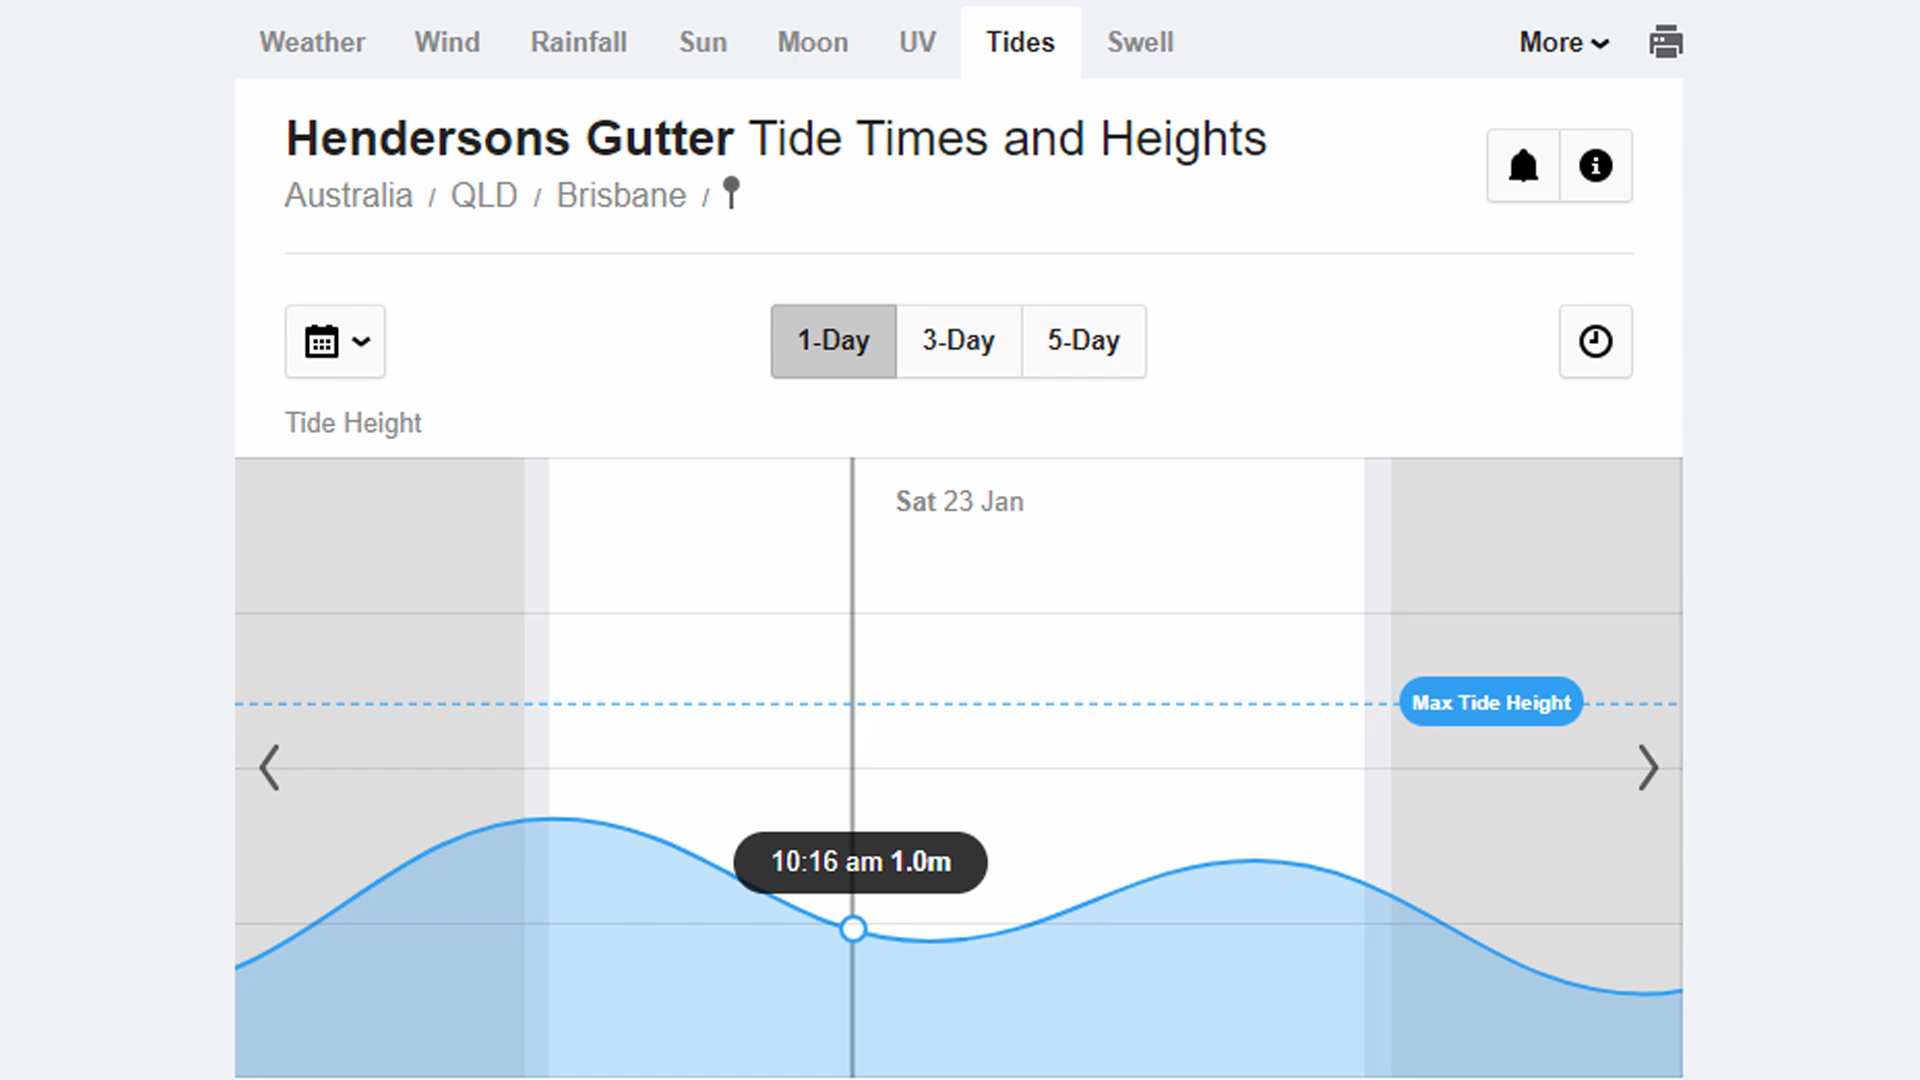 Weather Wind Rainfall Sun Moon UV Tides Swell More
Hendersons Gutter Tide Times and Heights
Australia / QLD / Brisbane /
1-Day 3-Day 5-Day
Tide Height
Sat 23 Jan
Max Tide Height
10:16 am 1.0m